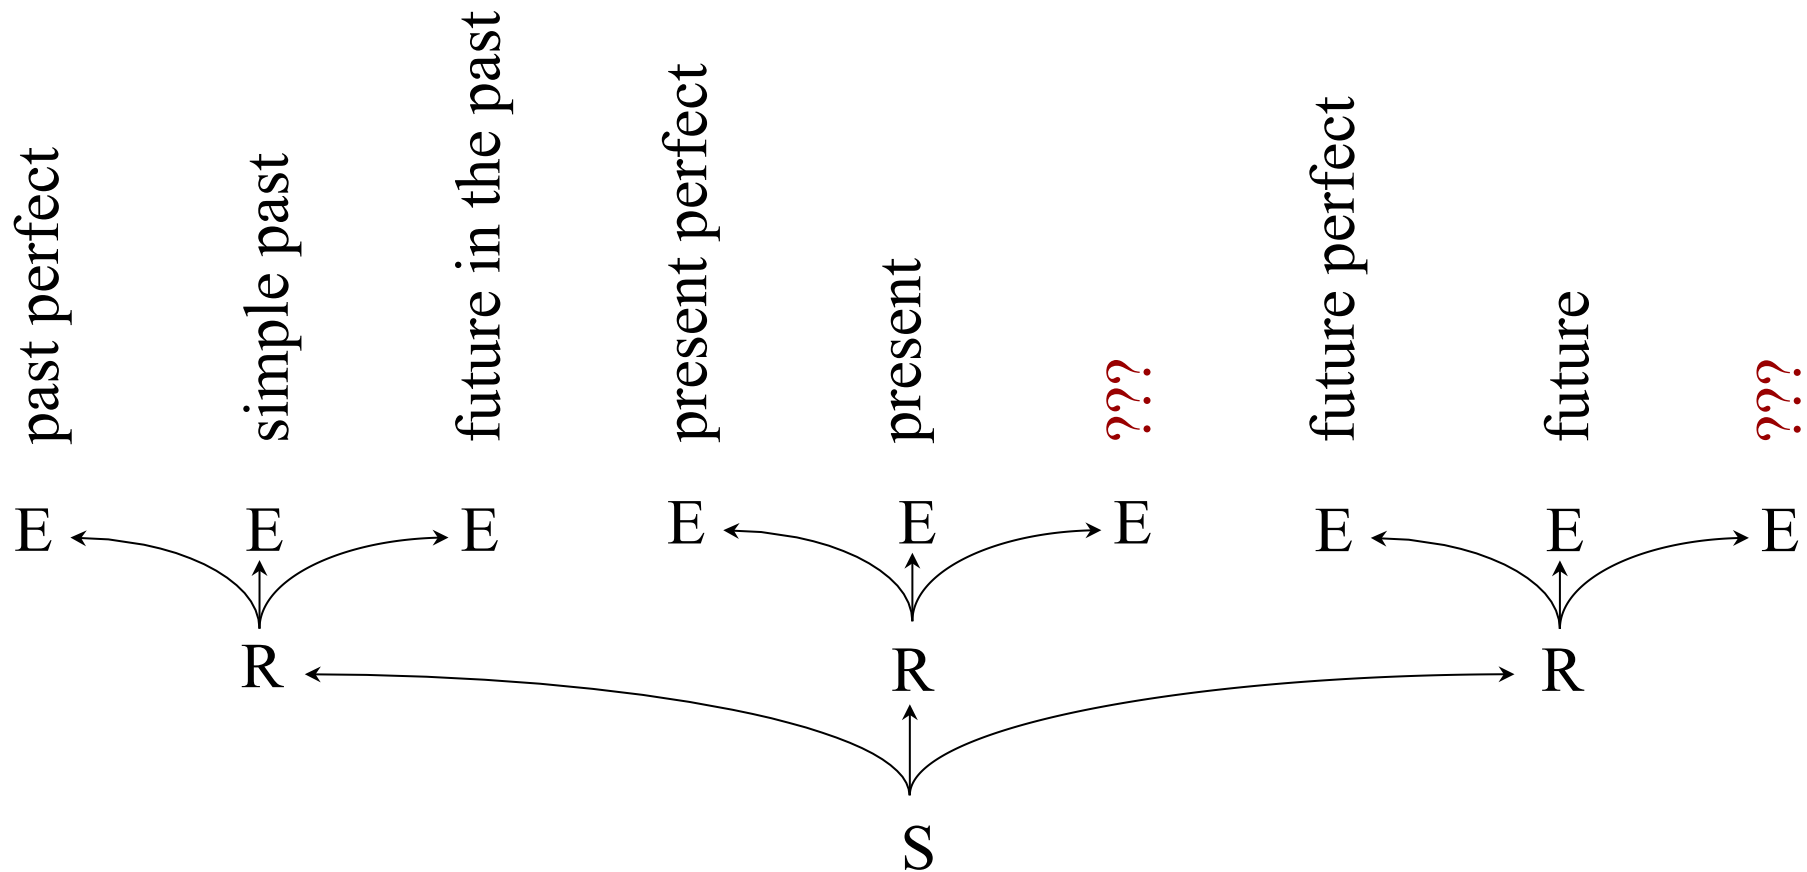 past perfect
simple past
future in the past
present perfect
present
???
future perfect
future
???
E E E E E E E E E
R R R
S